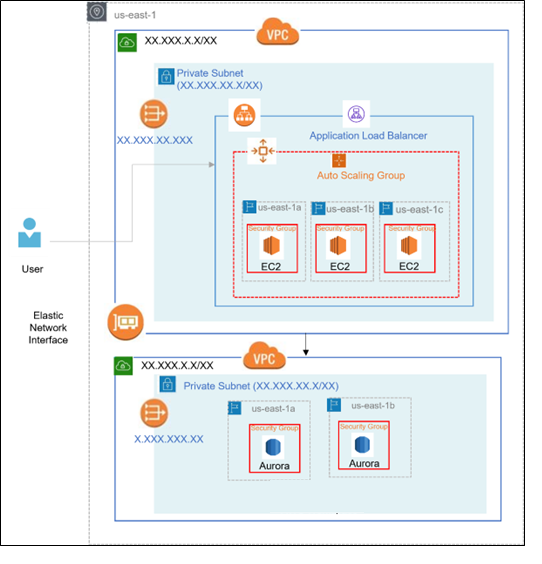 us-east-1
XX.XXX.X.X/XX
VPC
Private Subnet
(XX.XXX.XX.X/XX)
XX.XXX.XX.XXX
Application Load Balancer
Auto Scaling Group
us-east-1a
us-east-1b
us-east-1c
Security Group
Security Group
Security Group
EC2
EC2
EC2
User
Elastic
Network
Interface
XX.XXX.X.X/XX
VPC
Private Subnet (XX.XXX.XX.X/XX)
X.XXX.XXX.XX
us-east-1a
us-east-1b
Security Group
Security Group
Aurora
Aurora